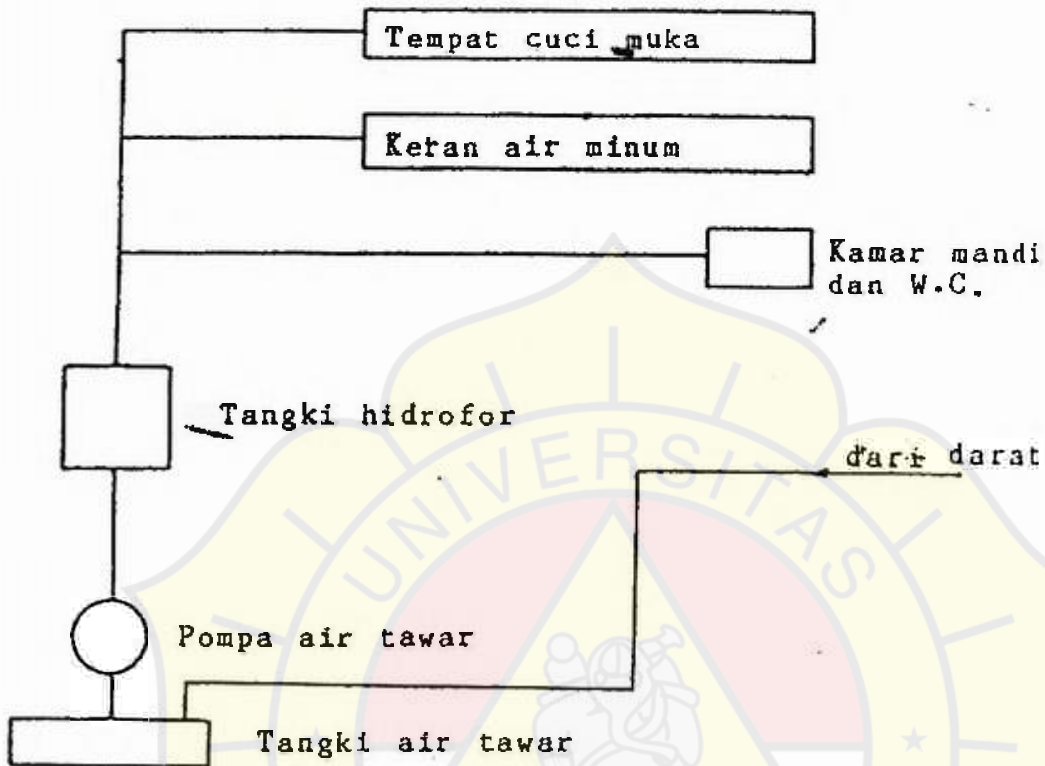 Tempat cuci muka
Keran air minum
Kamar mandi
dan W.C.
Tangki hidrofor
dari darat
UNIVERSITAS
Pompa air tawar
Tangki air tawar